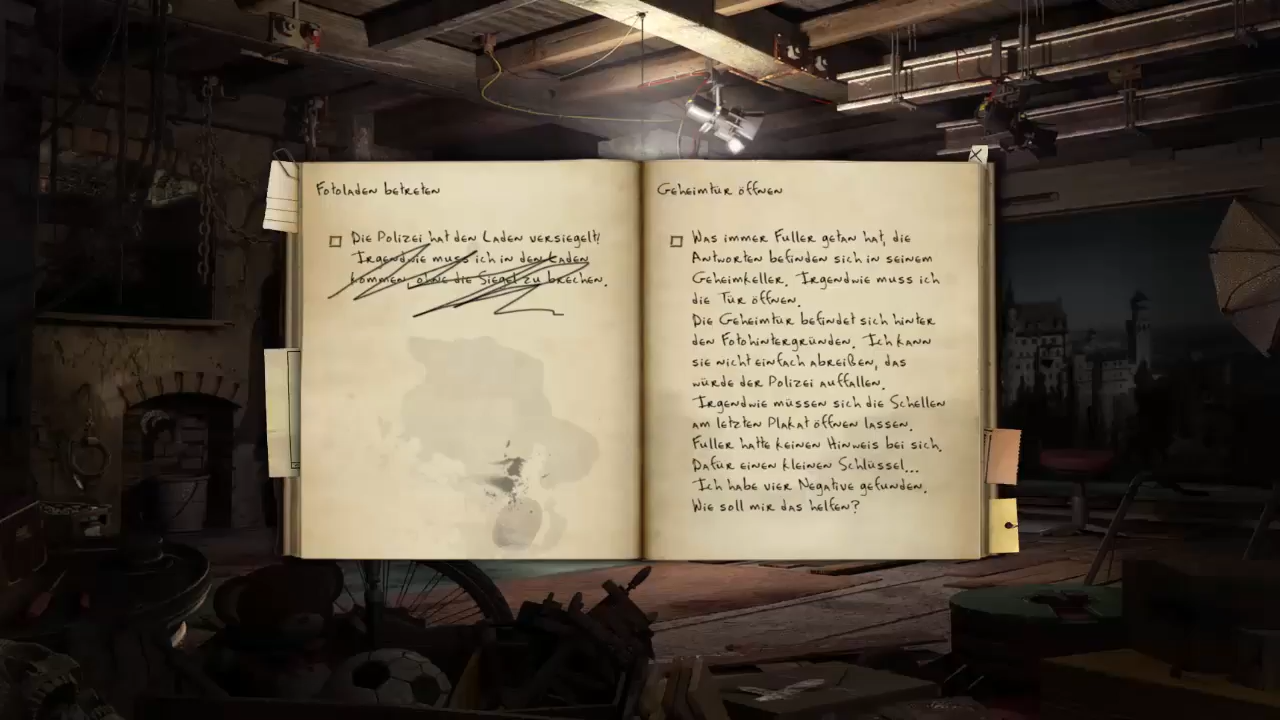 Fotoladen betreten
Die Polizei hat den Laden versiegelt!
Irgendwie muss ich in den Laden
kommen, ohne die Siegel zu brechen.
Geheimtür öffnen
Was immer Fuller getan hat, die
Antworten befinden sich in seinem
Geheimkeller. Irgendwie muss ich
die Tür öffnen.
Die Geheimtür befindet sich hinter
den Fotohintergründen. Ich kann
sie nicht einfach abreißen, das
würde der Polizei auffallen.
Irgendwie müssen sich die Schellen
am letzten Plakat öffnen lassen.
Fuller hatte keinen Hinweis bei sich.
Dafür einen kleinen Schlüssel...
Ich habe vier Negative gefunden.
Wie soll mir das helfen?